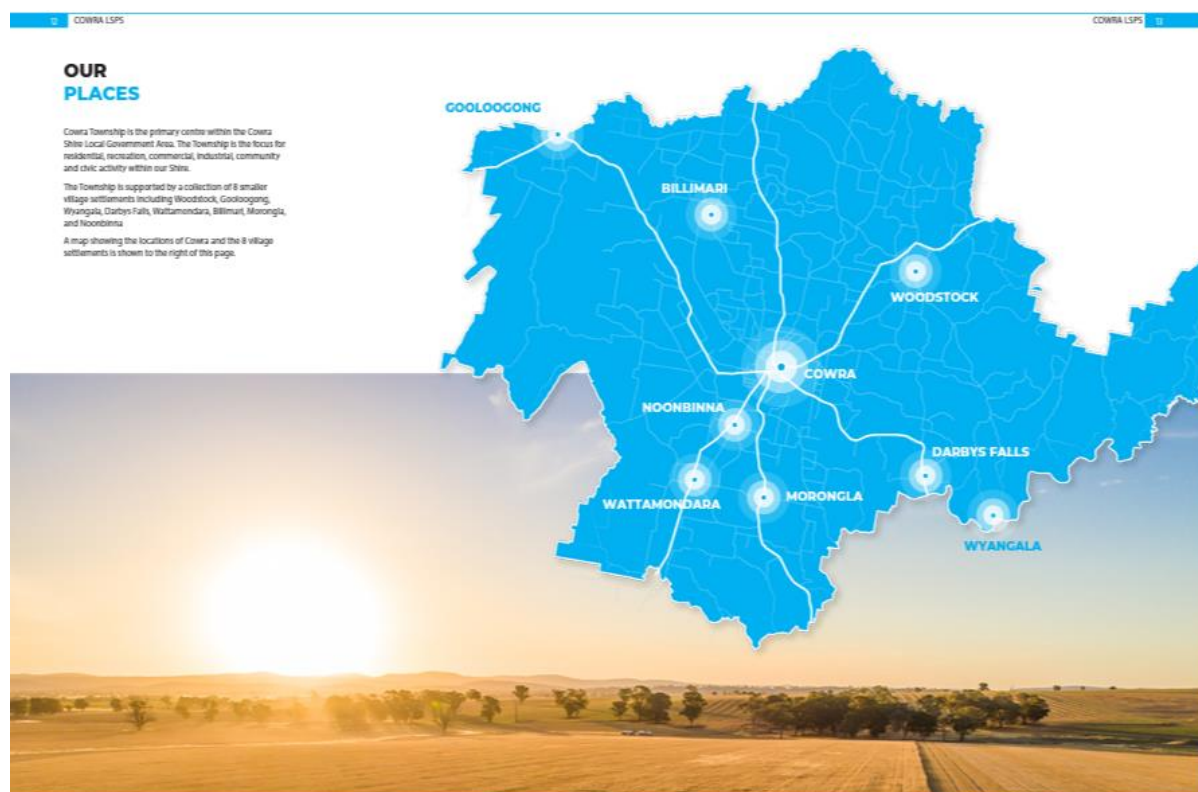 12 COWRA LSPS
COWRA LSPS 13
OUR
PLACES
Cowra Township is the primary centre within the Cowra
Shire Local Government Area. The Township is the focus for
residential, recreation, commercial, industrial, community
and civic activity within our Shire.
The Township is supported by a collection of 8 smaller
village settlements including Woodstock, Gooloogong,
Wyangala, Darbys Falls, Wattamondara, Billimari, Morongla,
and Noonbinna
A map showing the locations of Cowra and the 8 village
settlements is shown to the right of this page.
GOOLOOGONG
BILLIMARI
WOODSTOCK
COWRA
NOONBINNA
DARBYS FALLS
WATTAMONDARA
MORONGLA
WYANGALA